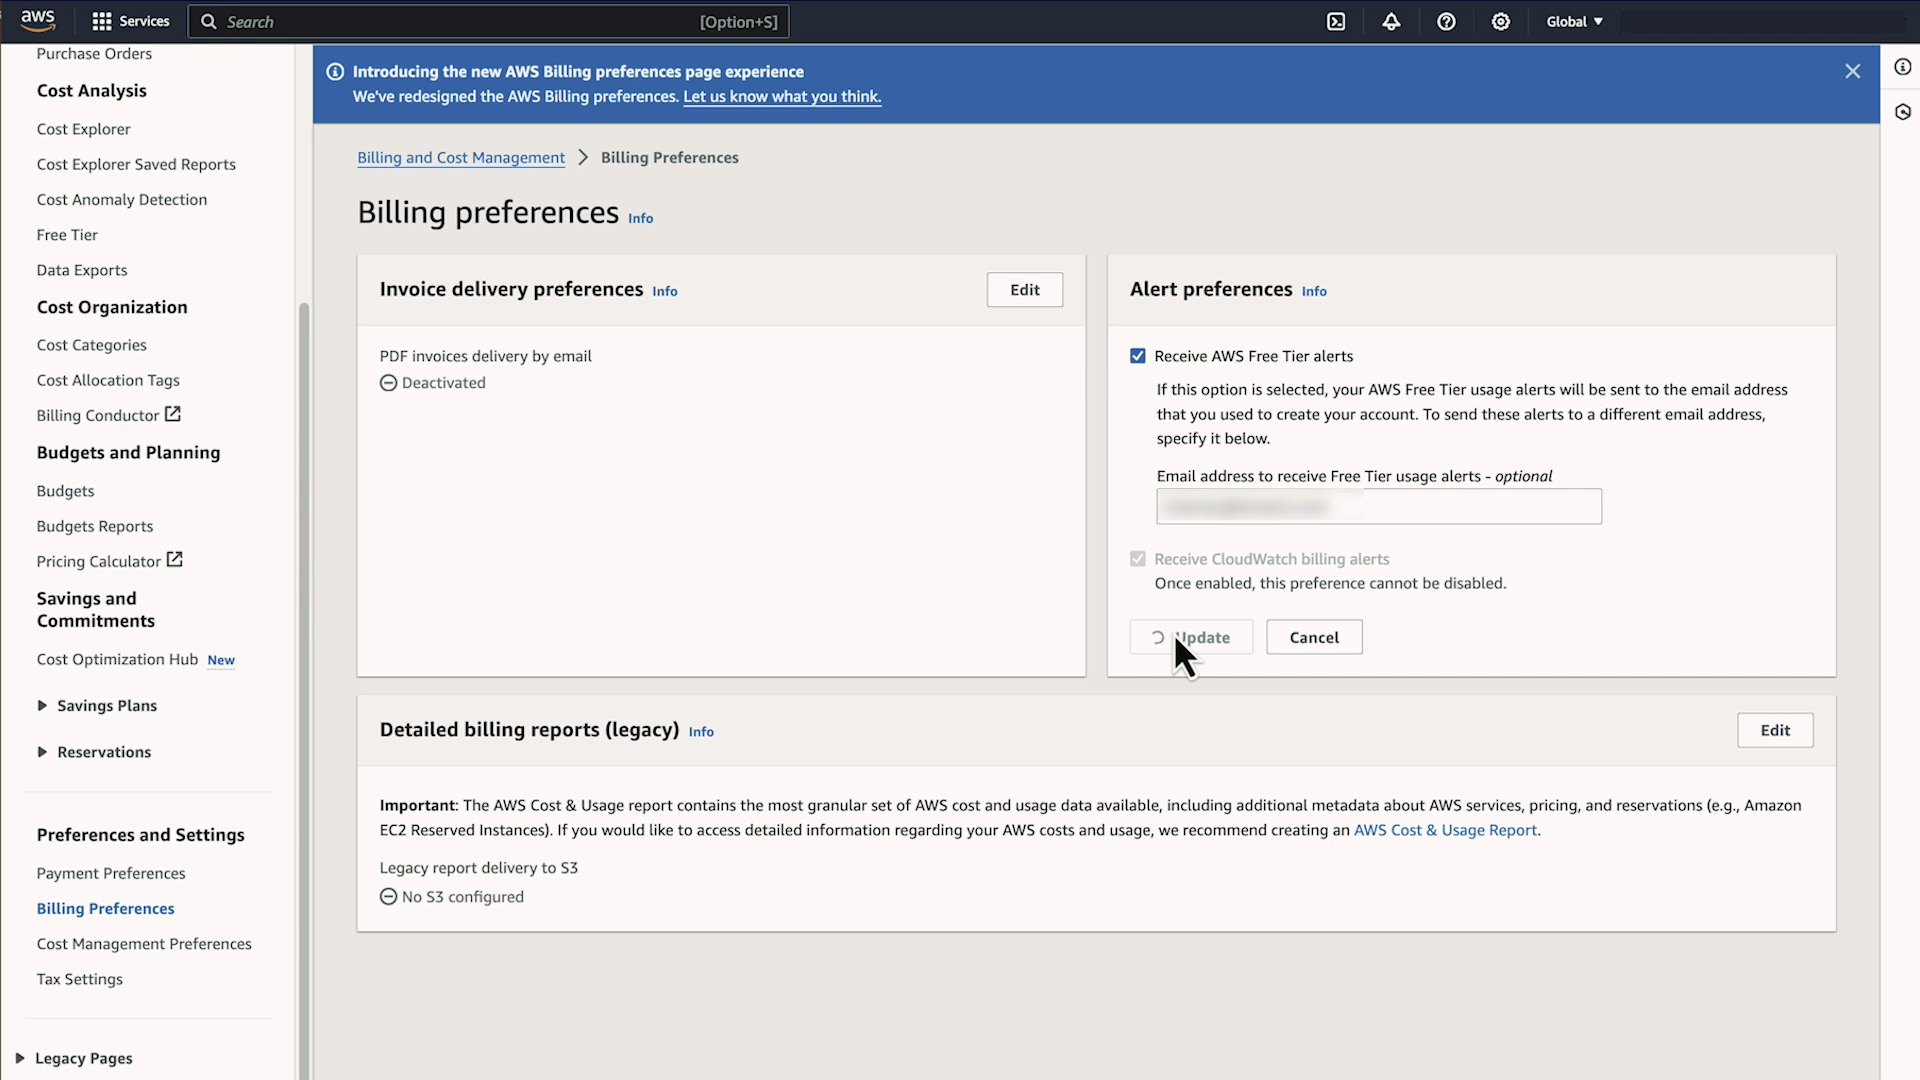 aws
Services
Search
[Option+S]
Global
Purchase Orders
Cost Analysis
Cost Explorer
Cost Explorer Saved Reports
Cost Anomaly Detection
Free Tier
Data Exports
Cost Organization
Cost Categories
Cost Allocation Tags
Billing Conductor
Budgets and Planning
Budgets
Budgets Reports
Pricing Calculator
Savings and
Commitments
Cost Optimization Hub New
Savings Plans
Reservations
Preferences and Settings
Payment Preferences
Billing Preferences
Cost Management Preferences
Tax Settings
Legacy Pages
Introducing the new AWS Billing preferences page experience
We've redesigned the AWS Billing preferences. Let us know what you think.
Billing and Cost Management > Billing Preferences
Billing preferences Info
Invoice delivery preferences Info
Edit
PDF invoices delivery by email
Deactivated
Alert preferences Info
Receive AWS Free Tier alerts
If this option is selected, your AWS Free Tier usage alerts will be sent to the email address
that you used to create your account. To send these alerts to a different email address,
specify it below.
Email address to receive Free Tier usage alerts - optional
Receive CloudWatch billing alerts
Once enabled, this preference cannot be disabled.
Update
Cancel
Detailed billing reports (legacy) Info
Edit
Important: The AWS Cost & Usage report contains the most granular set of AWS cost and usage data available, including additional metadata about AWS services, pricing, and reservations (e.g., Amazon
EC2 Reserved Instances). If you would like to access detailed information regarding your AWS costs and usage, we recommend creating an AWS Cost & Usage Report.
Legacy report delivery to S3
No S3 configured